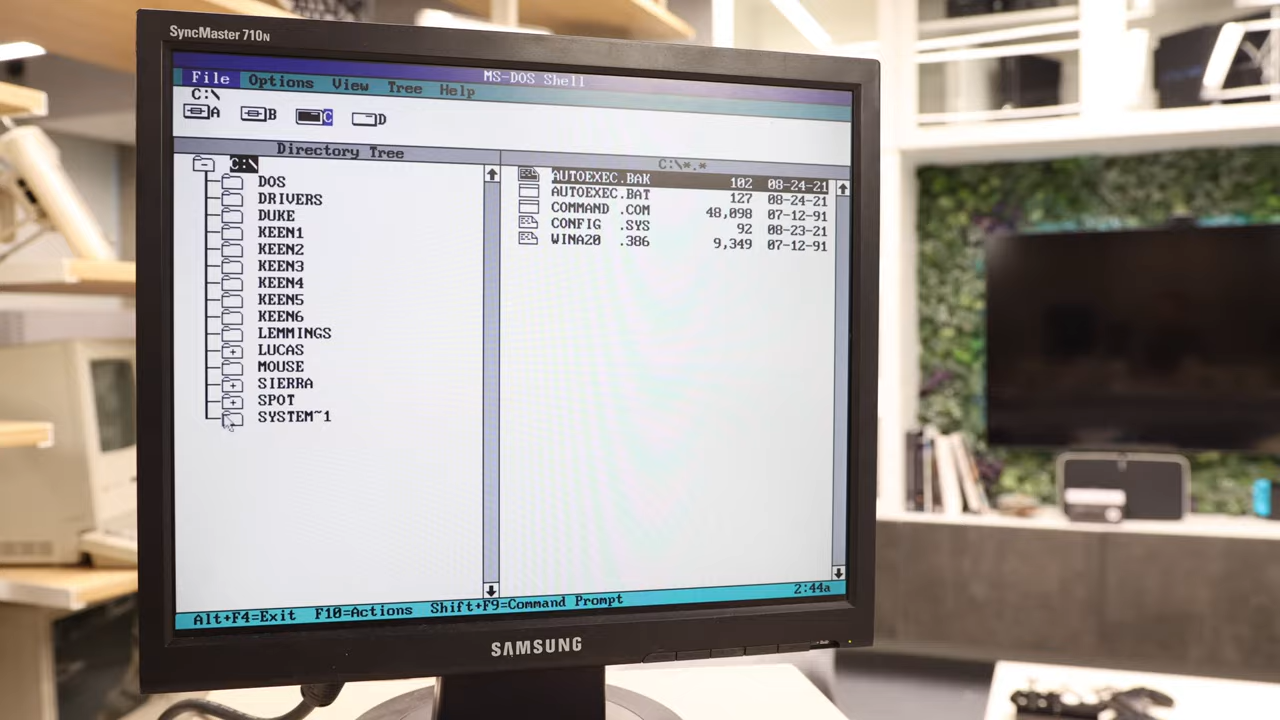 SyncMaster 710N
MS-DOS Shell
File Options View Tree Help
C:\
A B C D
Directory Tree
C:\
DOS
DRIVERS
DUKE
KEEN1
KEEN2
KEEN3
KEEN4
KEEN5
KEEN6
LEMMINGS
LUCAS
MOUSE
SIERRA
SPOT
SYSTEM~1
C:\*.*
AUTOEXEC.BAK 102 08-24-21
AUTOEXEC.BAT 127 08-24-21
COMMAND .COM 48,098 07-12-91
CONFIG .SYS 92 08-23-21
WINA20 .386 9,349 07-12-91
Alt+F4=Exit F10=Actions Shift+F9=Command Prompt 2:44a
SAMSUNG